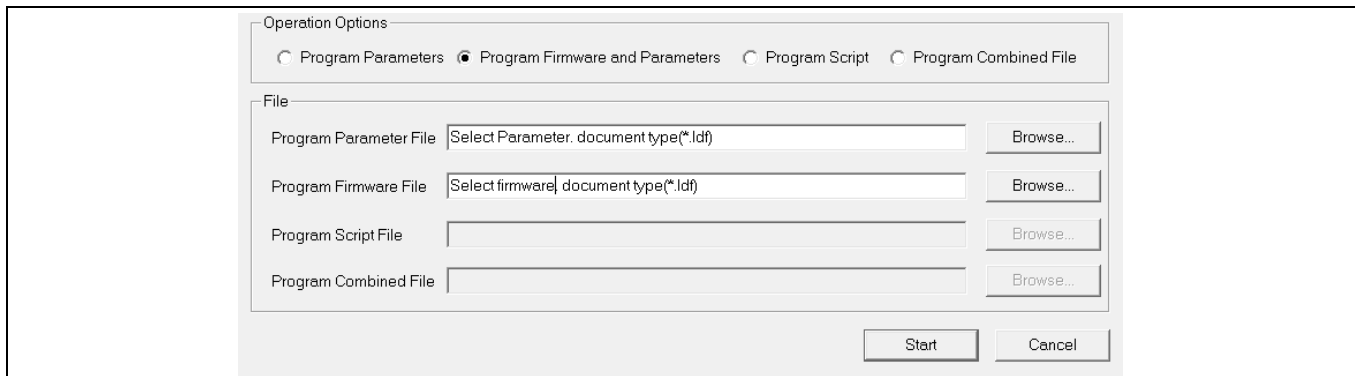 Operation Options
Program Parameters Program Firmware and Parameters Program Script Program Combined File
File
Program Parameter File Select Parameter. document type(*.ldf) Browse...
Program Firmware File Select firmware. document type(*.ldf) Browse...
Program Script File Browse...
Program Combined File Browse...
Start Cancel